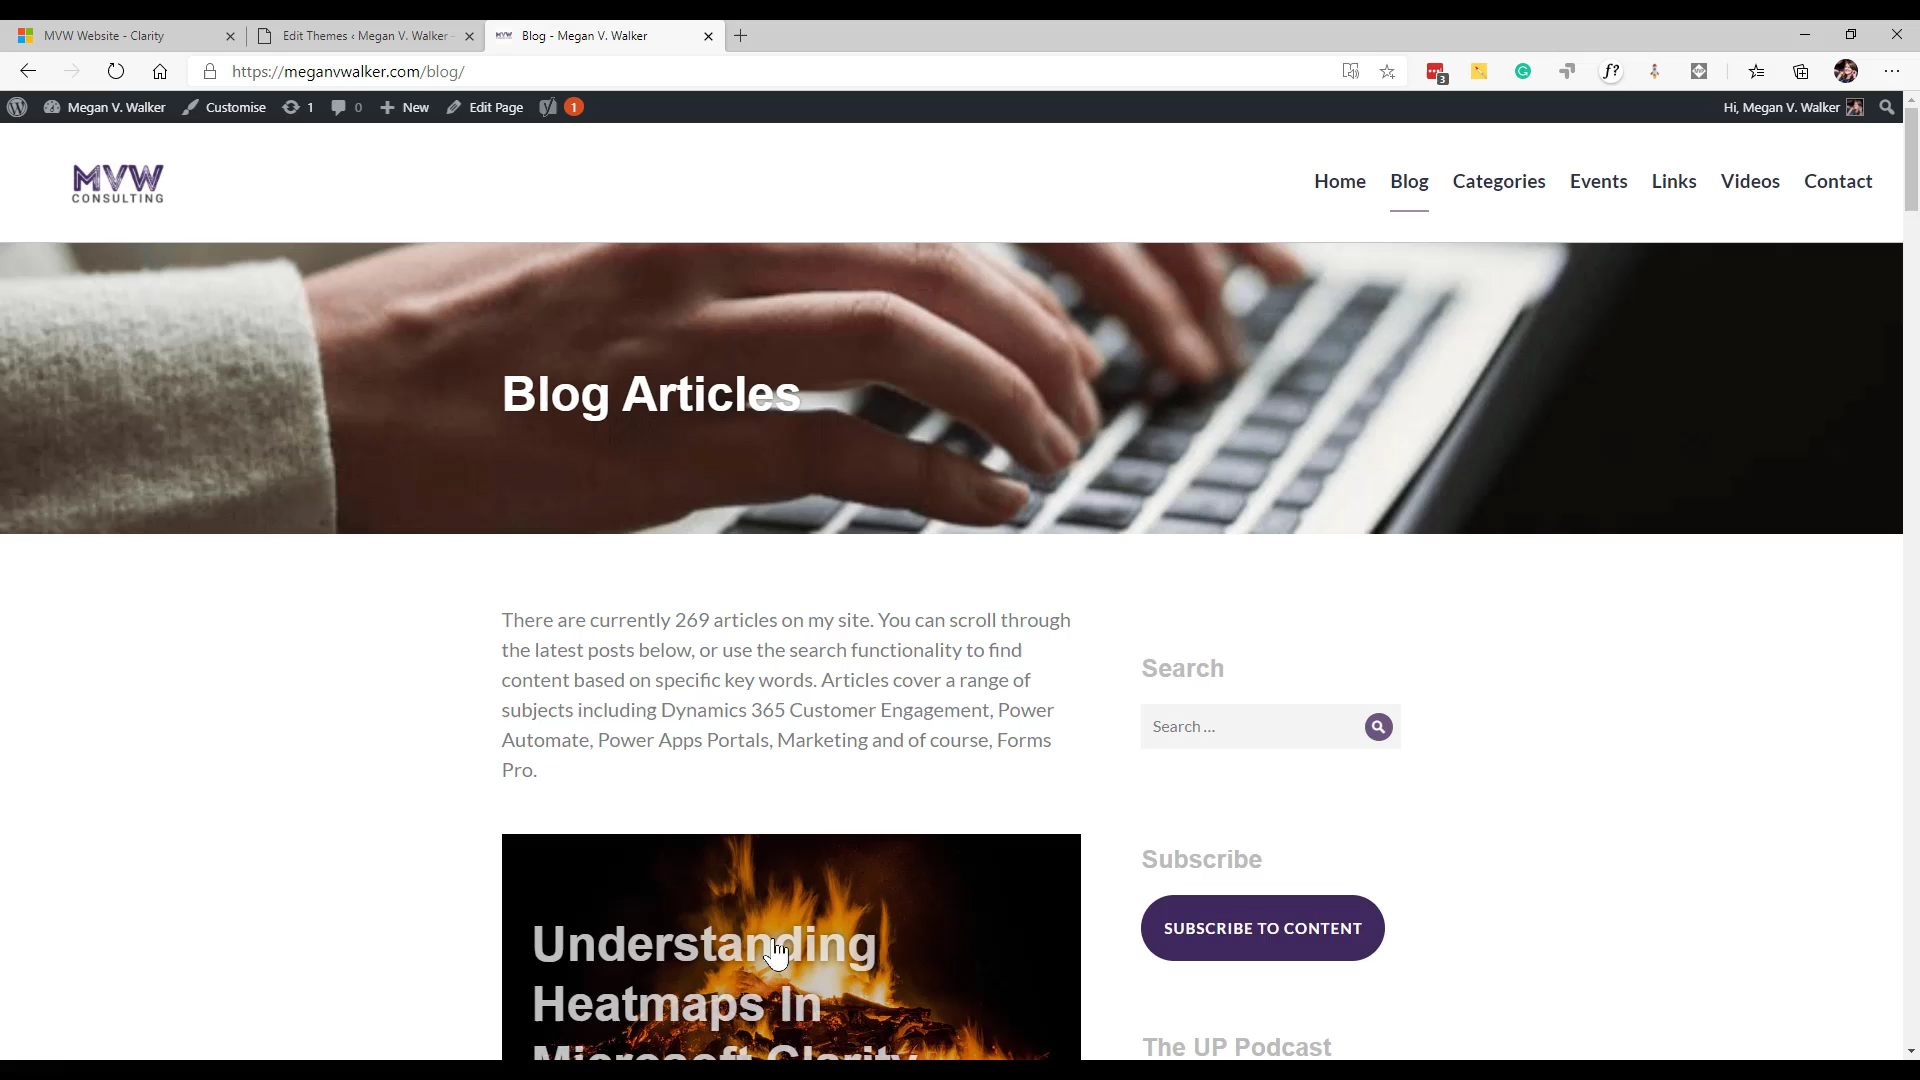 MVW Website - Clarity
Edit Themes ‹ Megan V. Walker –
MVW
Blog - Megan V. Walker
https://meganvwalker.com/blog/
3
f?
Megan V. Walker
Customise
1
0
New
Edit Page
1
Hi, Megan V. Walker
MVW
CONSULTING
Home
Blog
Categories
Events
Links
Videos
Contact
Blog Articles
There are currently 269 articles on my site. You can scroll through
the latest posts below, or use the search functionality to find
content based on specific key words. Articles cover a range of
subjects including Dynamics 365 Customer Engagement, Power
Automate, Power Apps Portals, Marketing and of course, Forms
Pro.
Search
Search ...
Subscribe
SUBSCRIBE TO CONTENT
Understanding
Heatmaps In
Microsoft Clarity
The UP Podcast